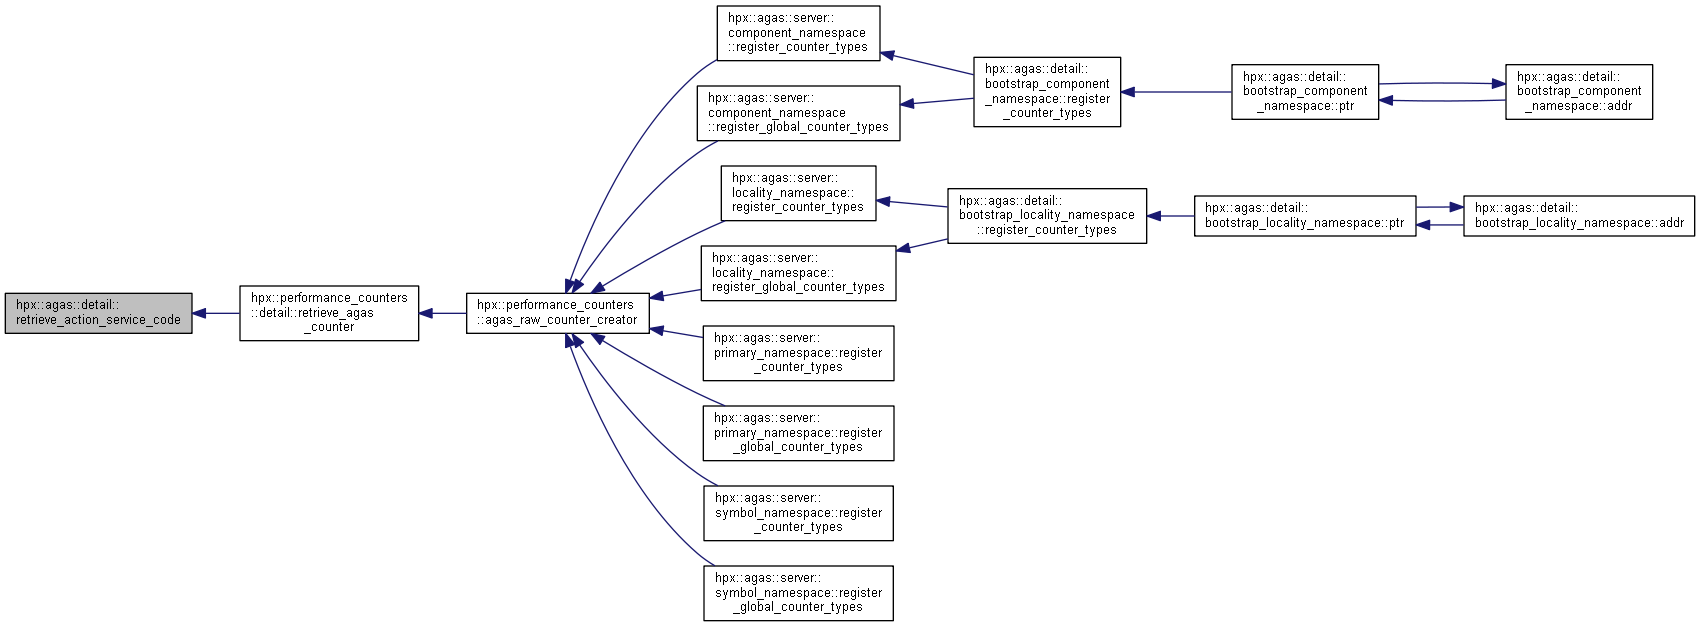 hpx::agas::detail::
retrieve_action_service_code
hpx::performance_counters
::detail::retrieve_agas
_counter
hpx::performance_counters
::agas_raw_counter_creator
hpx::agas::server::
component_namespace
::register_counter_types
hpx::agas::server::
component_namespace
::register_global_counter_types
hpx::agas::server::
locality_namespace::
register_counter_types
hpx::agas::server::
locality_namespace::
register_global_counter_types
hpx::agas::server::
primary_namespace::register
_counter_types
hpx::agas::server::
primary_namespace::register
_global_counter_types
hpx::agas::server::
symbol_namespace::register
_counter_types
hpx::agas::server::
symbol_namespace::register
_global_counter_types
hpx::agas::detail::
bootstrap_component
_namespace::register
_counter_types
hpx::agas::detail::
bootstrap_component
_namespace::ptr
hpx::agas::detail::
bootstrap_component
_namespace::addr
hpx::agas::detail::
bootstrap_locality_namespace
::register_counter_types
hpx::agas::detail::
bootstrap_locality_namespace::ptr
hpx::agas::detail::
bootstrap_locality_namespace::addr